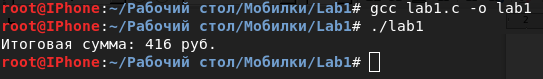 root@IPhone:~/Рабочий стол/Мобилки/Lab1# gcc lab1.c -o lab1
root@IPhone:~/Рабочий стол/Мобилки/Lab1# ./lab1
Итоговая сумма: 416 руб.
root@IPhone:~/Рабочий стол/Мобилки/Lab1#
2